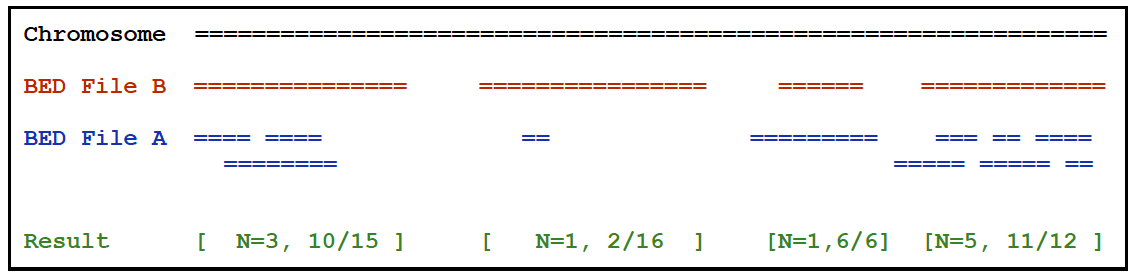 Chromosome  ================================================================
BED File B  ===============     ================     ======    =============
BED File A  ==== ====              ==              =========    === == ====
======== ===== ===== ==
Result      [  N=3, 10/15 ]     [   N=1, 2/16  ]    [N=1,6/6]  [N=5, 11/12 ]